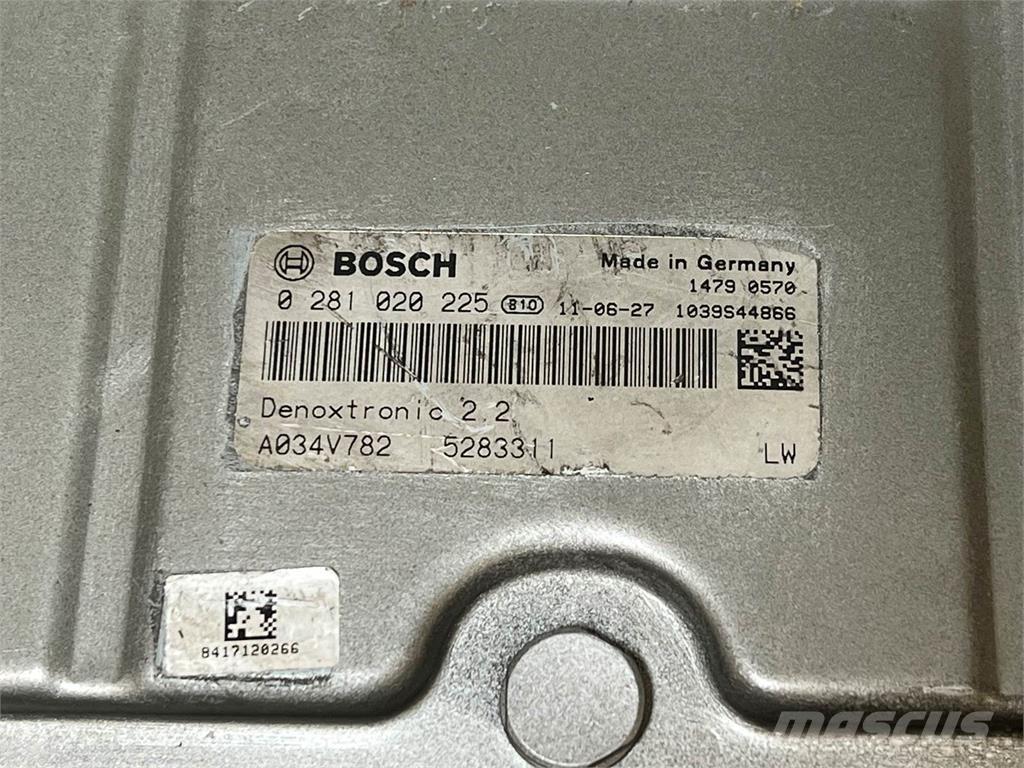 BOSCH Made in Germany
1479 0570
0 281 020 225 810 11-06-27 1039S44866
Denoxtronic 2.2
A034V782 5283311 LW
8417120266
mascus